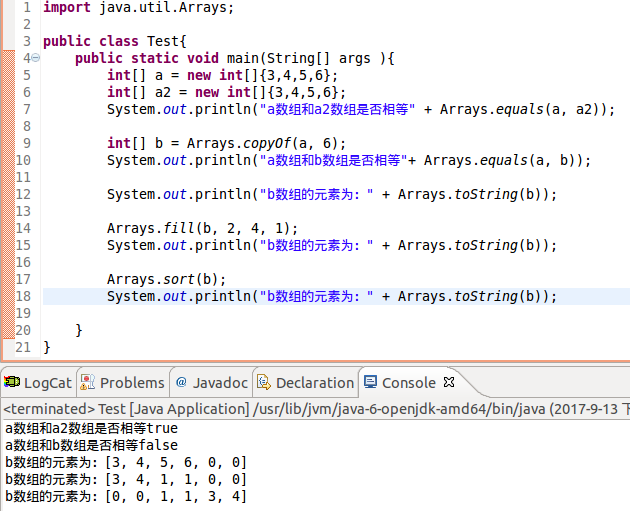 1 import java.util.Arrays;
2
3 public class Test{
4 public static void main(String[] args ){
5 int[] a = new int[]{3,4,5,6};
6 int[] a2 = new int[]{3,4,5,6};
7 System.out.println("a数组和a2数组是否相等" + Arrays.equals(a, a2));
8
9 int[] b = Arrays.copyOf(a, 6);
10 System.out.println("a数组和b数组是否相等"+ Arrays.equals(a, b));
11
12 System.out.println("b数组的元素为：" + Arrays.toString(b));
13
14 Arrays.fill(b, 2, 4, 1);
15 System.out.println("b数组的元素为：" + Arrays.toString(b));
16
17 Arrays.sort(b);
18 System.out.println("b数组的元素为：" + Arrays.toString(b));
19
20 }
21 }
LogCat Problems @ Javadoc Declaration Console
<terminated> Test [Java Application] /usr/lib/jvm/java-6-openjdk-amd64/bin/java (2017-9-13 下
a数组和a2数组是否相等true
a数组和b数组是否相等false
b数组的元素为：[3, 4, 5, 6, 0, 0]
b数组的元素为：[3, 4, 1, 1, 0, 0]
b数组的元素为：[0, 0, 1, 1, 3, 4]